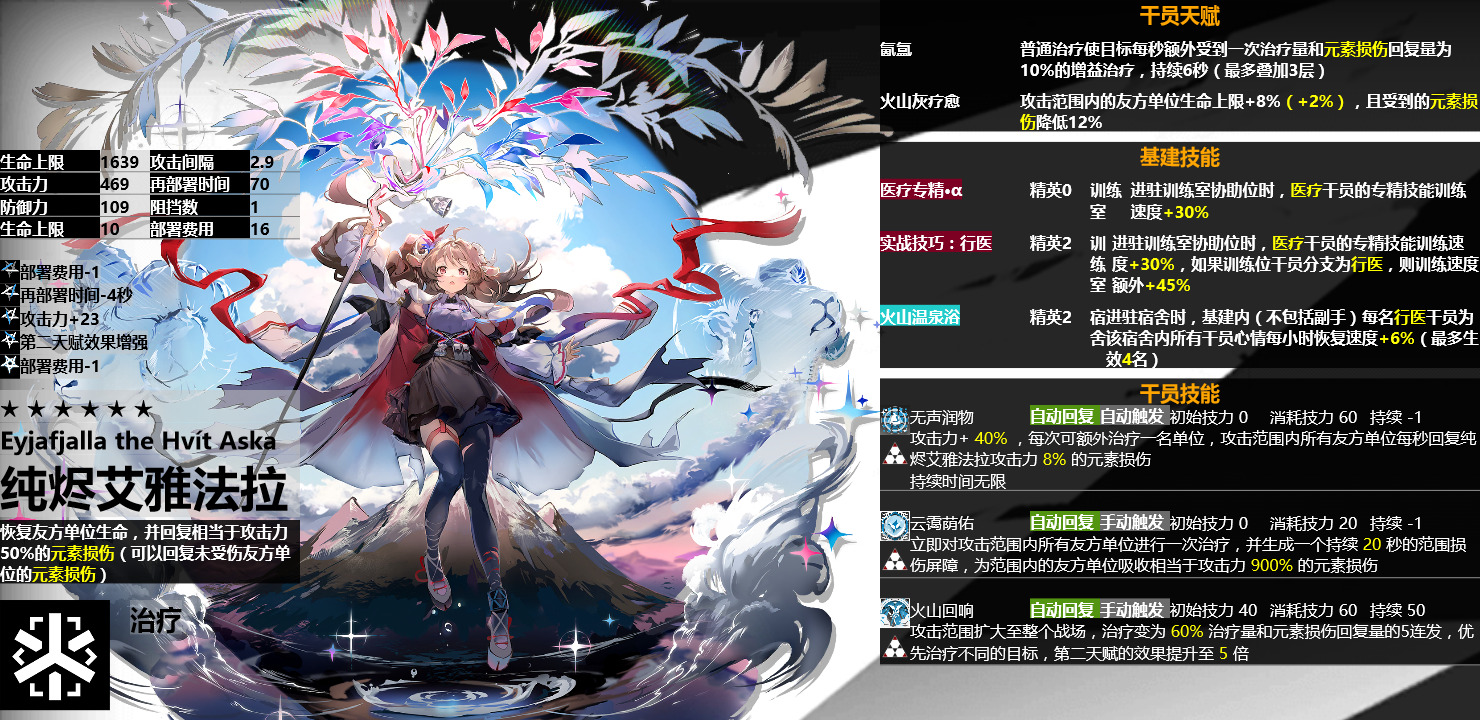 生命上限 1639 攻击间隔 2.9
攻击力 469 再部署时间 70
防御力 109 阻挡数 1
生命上限 10 部署费用 16
部署费用-1
再部署时间-4秒
攻击力+23
第二天赋效果增强
部署费用-1
★ ★ ★ ★ ★ ★
Eyjafjalla the Hvít Aska
纯烬艾雅法拉
恢复友方单位生命，并回复相当于攻击力
50%的元素损伤（可以回复未受伤友方单
位的元素损伤）
治疗
干员天赋
氤氲 普通治疗使目标每秒额外受到一次治疗量和元素损伤回复量为
10%的增益治疗，持续6秒（最多叠加3层）
火山灰疗愈 攻击范围内的友方单位生命上限+8%（+2%），且受到的元素损
伤降低12%
基建技能
医疗专精•α 精英0 训练 进驻训练室协助位时，医疗干员的专精技能训练
室 速度+30%
实战技巧：行医 精英2 训 进驻训练室协助位时，医疗干员的专精技能训练速
练 度+30%，如果训练位干员分支为行医，则训练速度
室 额外+45%
火山温泉浴 精英2 宿进驻宿舍时，基建内（不包括副手）每名行医干员为
舍该宿舍内所有干员心情每小时恢复速度+6%（最多生
效4名）
干员技能
无声润物 自动回复 自动触发 初始技力 0 消耗技力 60 持续 -1
攻击力+ 40% ，每次可额外治疗一名单位，攻击范围内所有友方单位每秒回复纯
烬艾雅法拉攻击力 8% 的元素损伤
持续时间无限
云霭荫佑 自动回复 手动触发 初始技力 0 消耗技力 20 持续 -1
立即对攻击范围内所有友方单位进行一次治疗，并生成一个持续 20 秒的范围损
伤屏障，为范围内的友方单位吸收相当于攻击力 900% 的元素损伤
火山回响 自动回复 手动触发 初始技力 40 消耗技力 60 持续 50
攻击范围扩大至整个战场，治疗变为 60% 治疗量和元素损伤回复量的5连发，优
先治疗不同的目标，第二天赋的效果提升至 5 倍